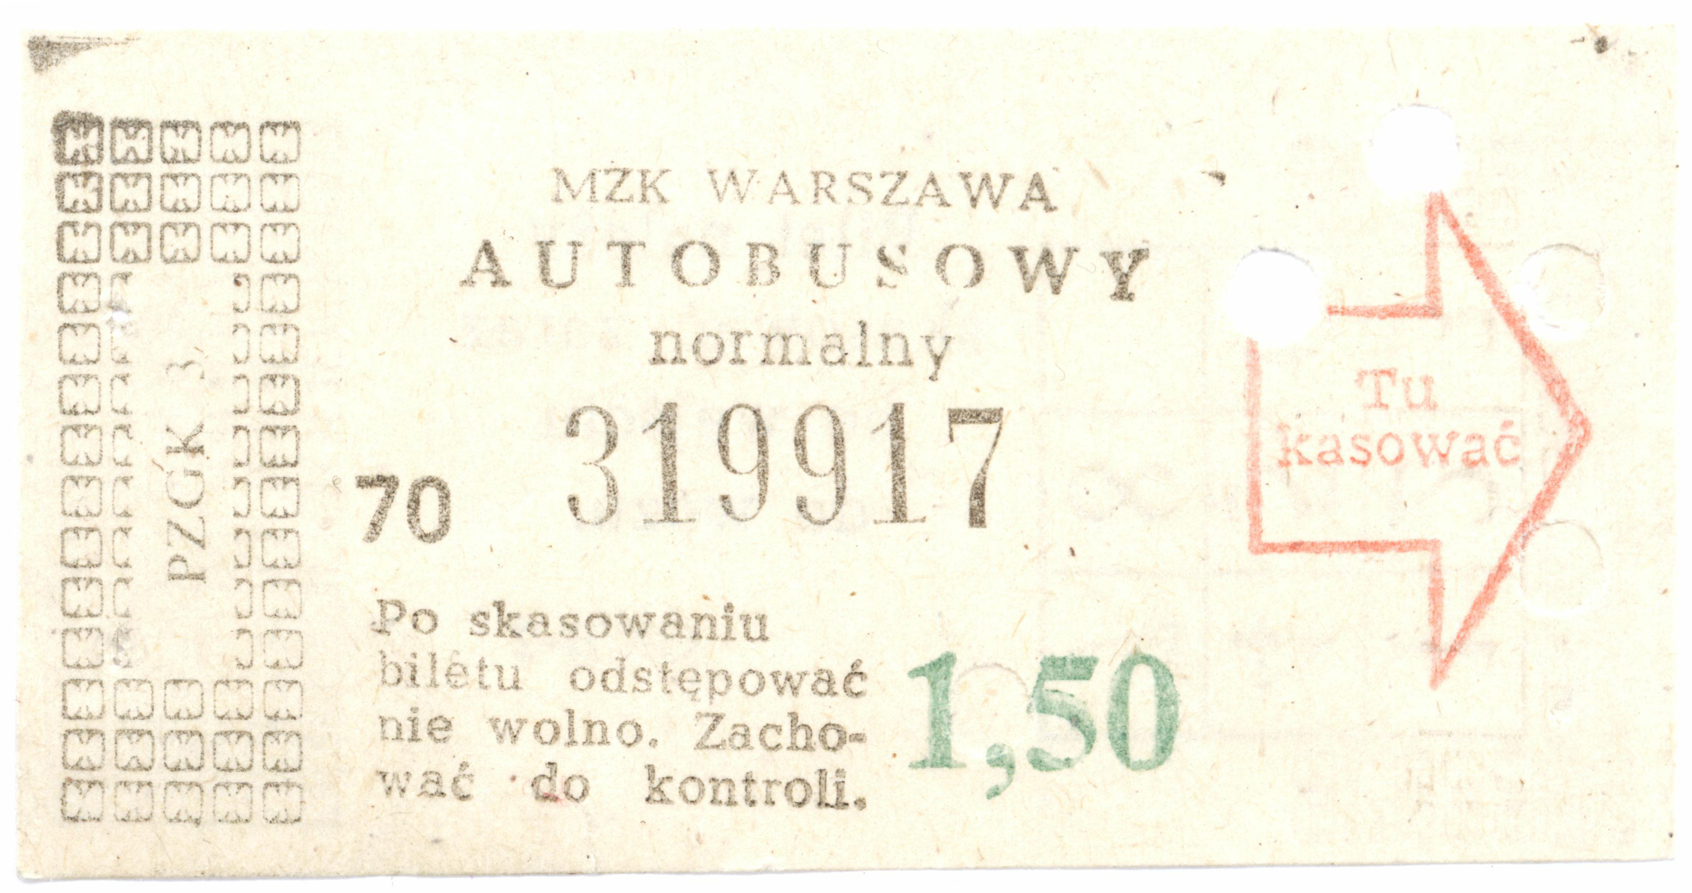 MZK WARSZAWA
AUTOBUSOWY
normalny
70 319917
Po skasowaniu
biletu odstępować
nie wolno. Zacho-
wać do kontroli.
1,50
Tu
kasować
PZGK 3